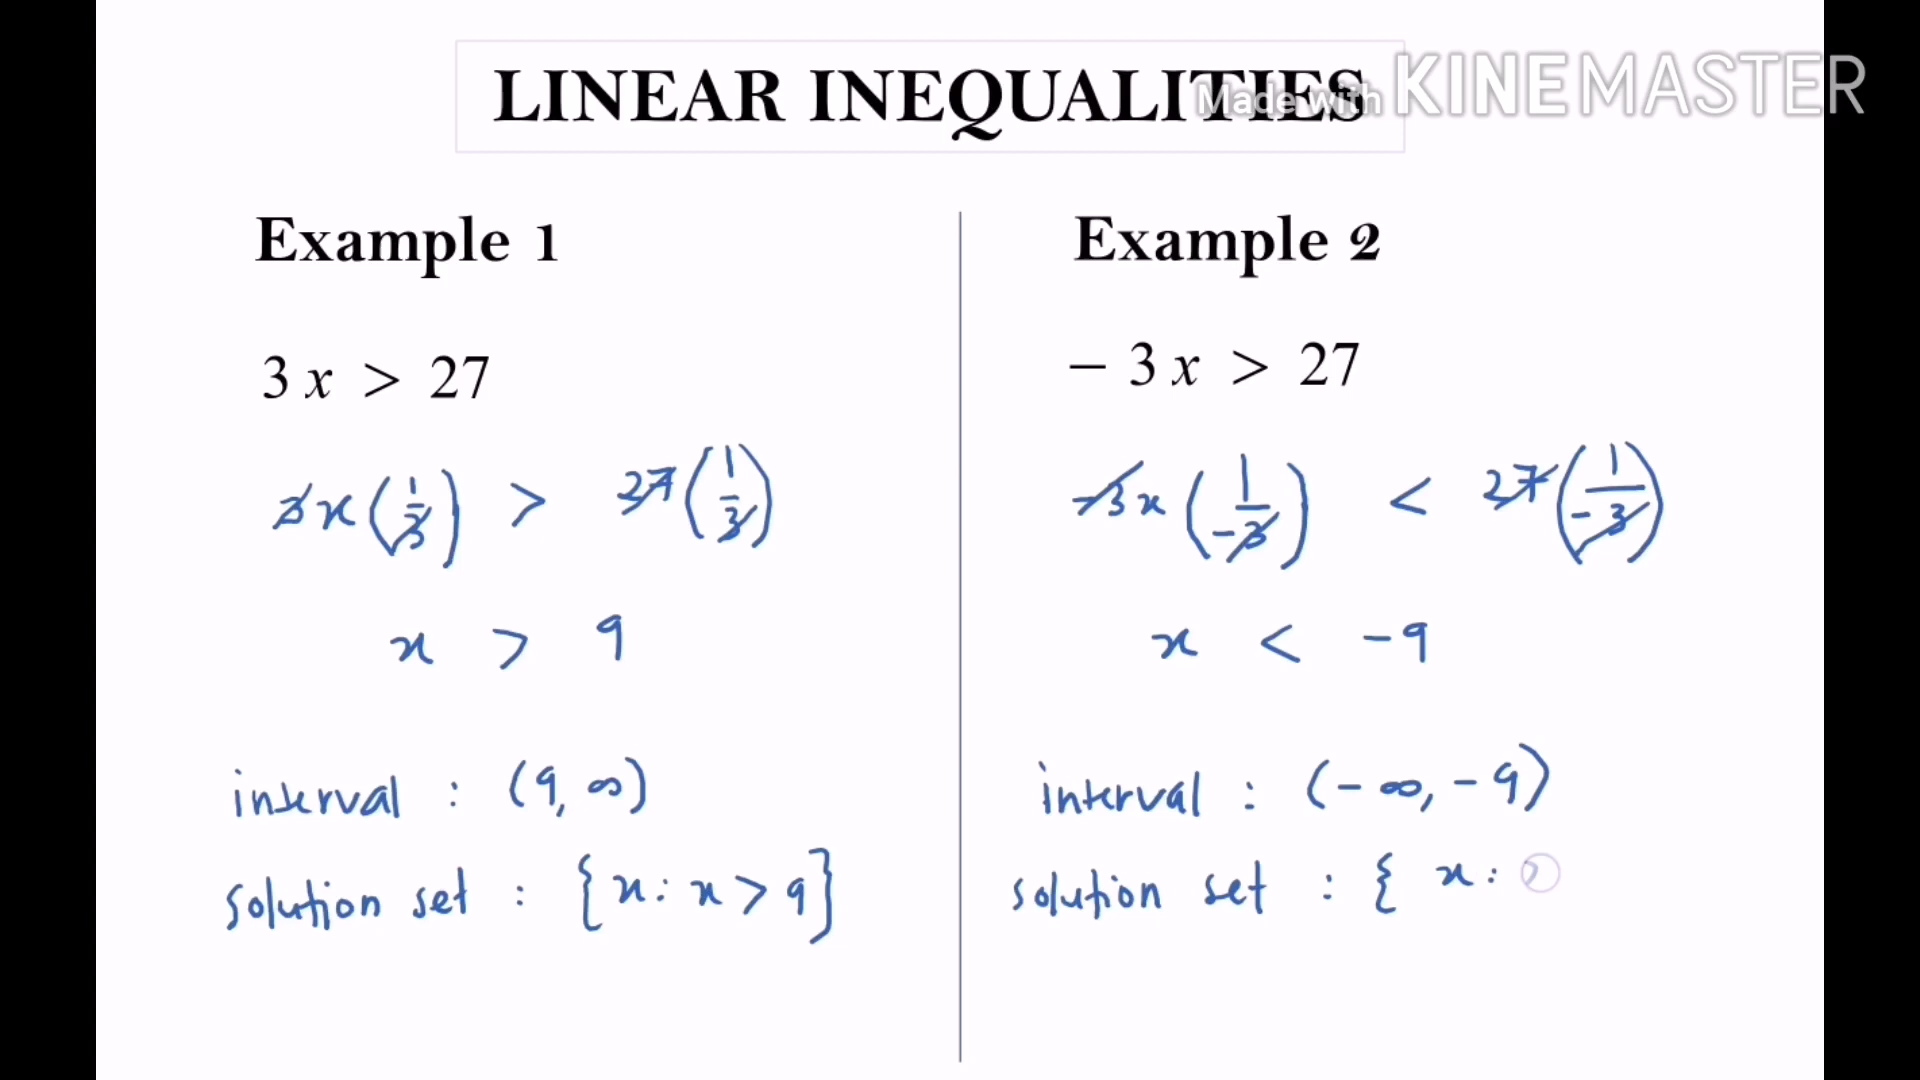 LINEAR INEQUALITIES
Made with KINEMASTER
Example 1
3x > 27
3x(1/3) > 27(1/3)
x > 9
interval : (9, ∞)
solution set : {x: x > 9}
Example 2
− 3x > 27
-3x(1/-3) < 27(1/-3)
x < -9
interval : (-∞, -9)
solution set : { x: